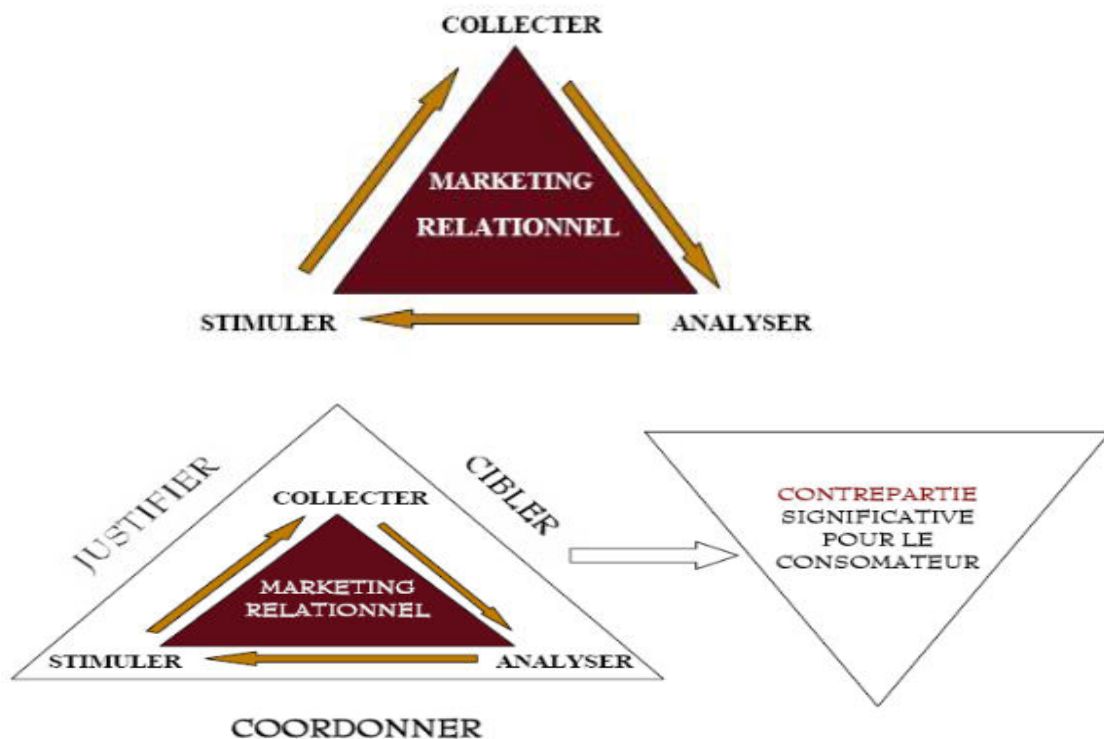 COLLECTER
MARKETING
RELATIONNEL
STIMULER
ANALYSER
JUSTIFIER
CIBLER
COLLECTER
MARKETING
RELATIONNEL
STIMULER
ANALYSER
COORDONNER
CONTREPARTIE
SIGNIFICATIVE
POUR LE
CONSOMATEUR